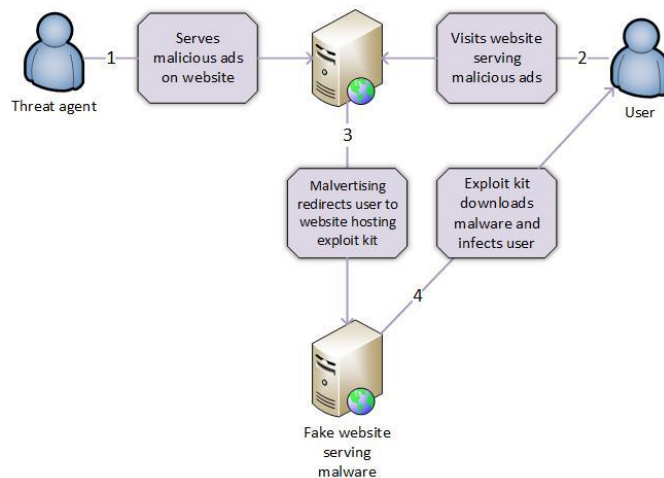 Threat agent
1
Serves
malicious ads
on website
Visits website
serving
malicious ads
2
User
3
Malvertising
redirects user to
website hosting
exploit kit
Exploit kit
downloads
malware and
infects user
4
Fake website
serving
malware